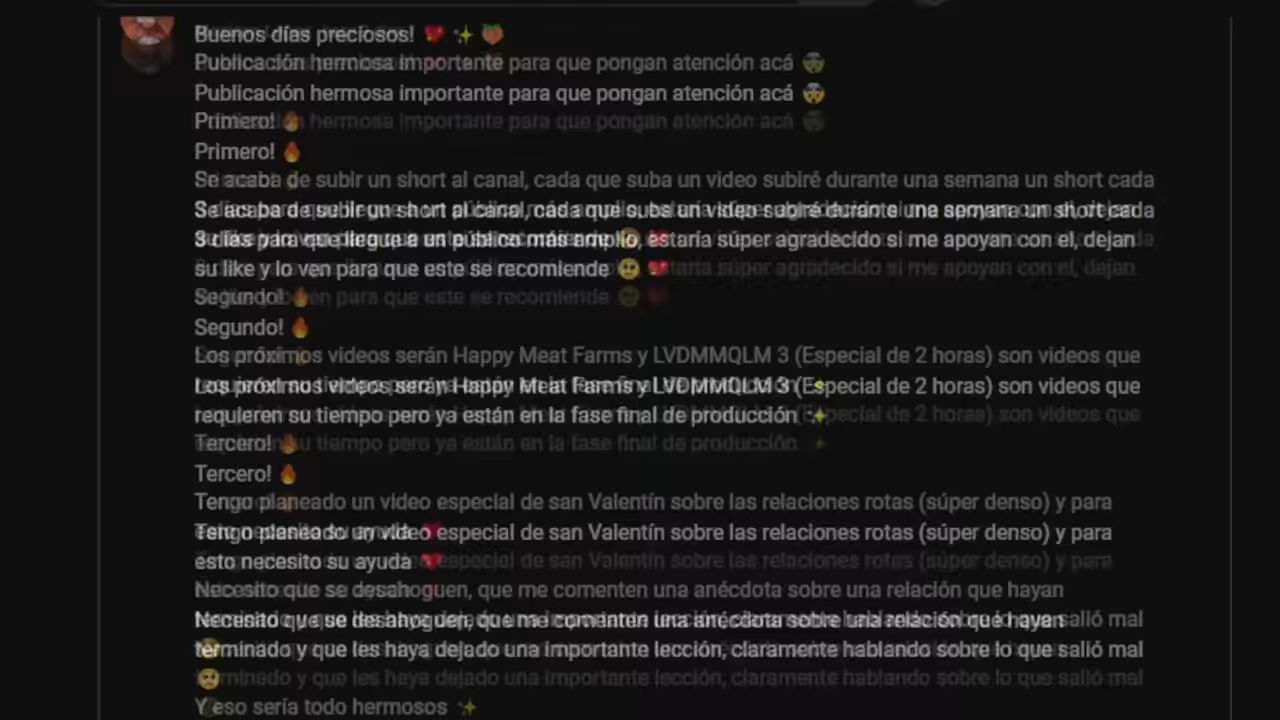 Buenos días preciosos! ❤️ ✨ 🍑
Publicación hermosa importante para que pongan atención acá 🤯
Primero! 🔥
Se acaba de subir un short al canal, cada que suba un video subiré durante una semana un short cada
3 días para que llegue a un público más amplio, estaría súper agradecido si me apoyan con el, dejan
su like y lo ven para que este se recomiende 🥺 ❤️
Segundo! 🔥
Los próximos videos serán Happy Meat Farms y LVDMMQLM 3 (Especial de 2 horas) son videos que
requieren su tiempo pero ya están en la fase final de producción ✨
Tercero! 🔥
Tengo planeado un video especial de san Valentín sobre las relaciones rotas (súper denso) y para
esto necesito su ayuda ❤️
Necesito que se desahoguen, que me comenten una anécdota sobre una relación que hayan
terminado y que les haya dejado una importante lección, claramente hablando sobre lo que salló mal
🥺
Y eso sería todo hermosos ✨